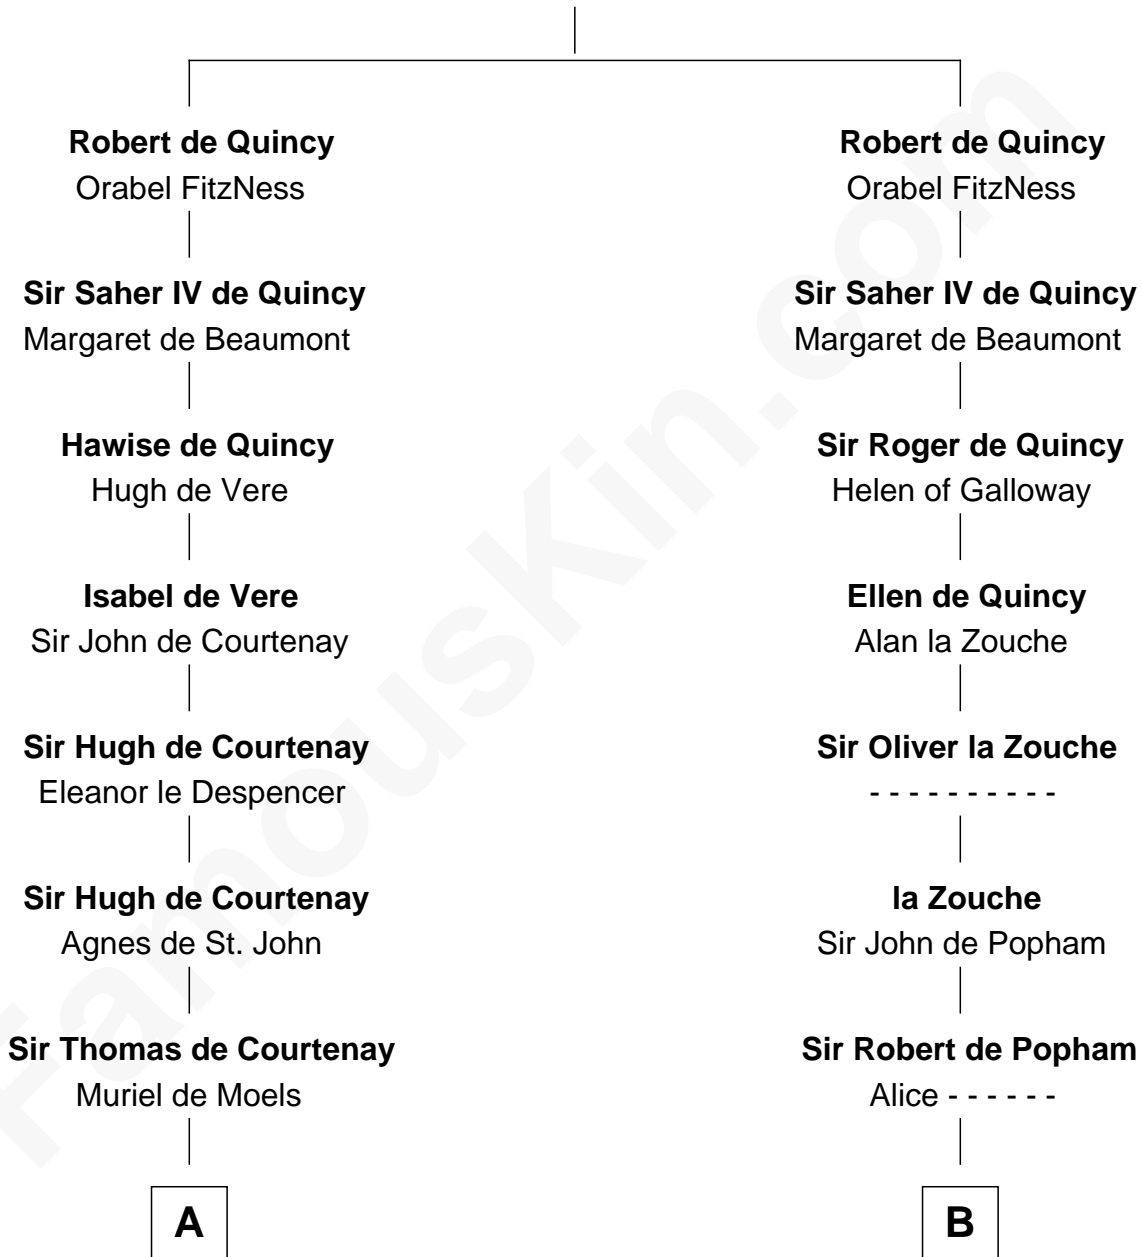 Robert de Quincy
Orabel FitzNess
Sir Saher IV de Quincy
Margaret de Beaumont
Hawise de Quincy
Hugh de Vere
Isabel de Vere
Sir John de Courtenay
Sir Hugh de Courtenay
Eleanor le Despencer
Sir Hugh de Courtenay
Agnes de St. John
Sir Thomas de Courtenay
Muriel de Moels
A
Robert de Quincy
Orabel FitzNess
Sir Saher IV de Quincy
Margaret de Beaumont
Sir Roger de Quincy
Helen of Galloway
Ellen de Quincy
Alan la Zouche
Sir Oliver la Zouche
- - - - - - - - - -
la Zouche
Sir John de Popham
Sir Robert de Popham
Alice - - - - - -
B
FamousKin.com